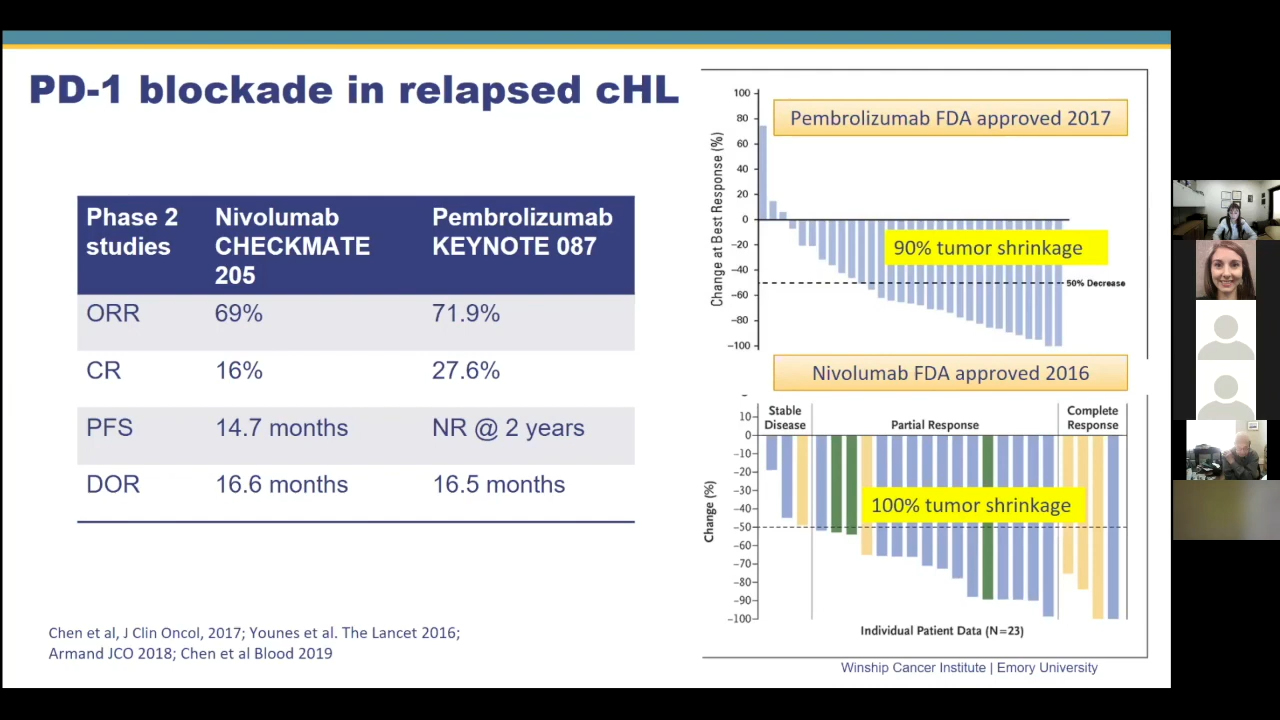 PD-1 blockade in relapsed cHL
Phase 2 studies
Nivolumab CHECKMATE 205
Pembrolizumab KEYNOTE 087
ORR 69% 71.9%
CR 16% 27.6%
PFS 14.7 months NR @ 2 years
DOR 16.6 months 16.5 months
Chen et al, J Clin Oncol, 2017; Younes et al. The Lancet 2016;
Armand JCO 2018; Chen et al Blood 2019
Pembrolizumab FDA approved 2017
Change at Best Response (%)
100
80
60
40
20
0
−20
−40
−60
−80
−100
90% tumor shrinkage
50% Decrease
Nivolumab FDA approved 2016
Change (%)
10
0
−10
−20
−30
−40
−50
−60
−70
−80
−90
−100
Stable Disease
Partial Response
Complete Response
100% tumor shrinkage
Individual Patient Data (N=23)
Winship Cancer Institute | Emory University